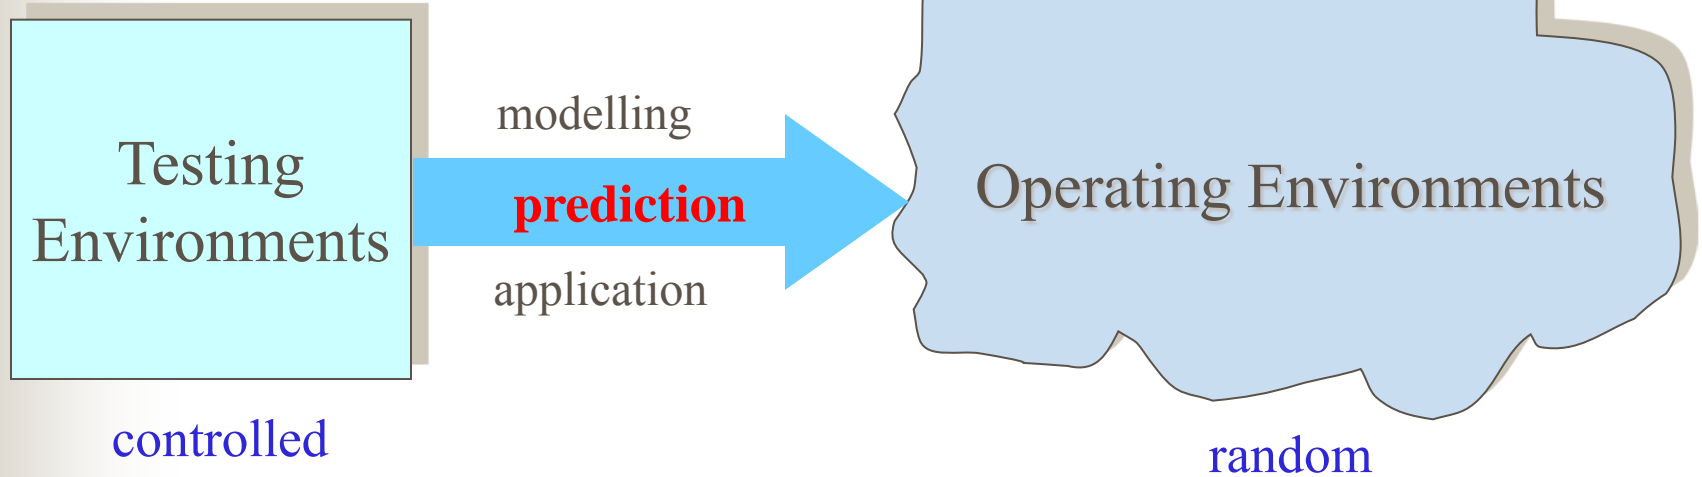 Testing
Environments
modelling
prediction
application
Operating Environments
controlled
random